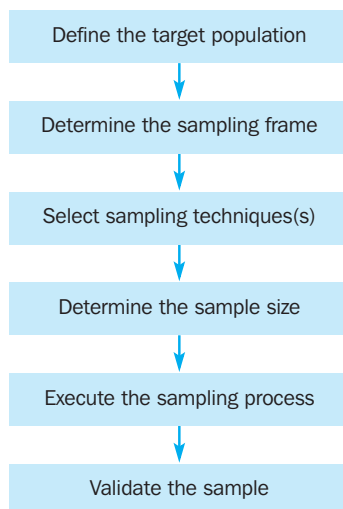 Define the target population
Determine the sampling frame
Select sampling techniques(s)
Determine the sample size
Execute the sampling process
Validate the sample